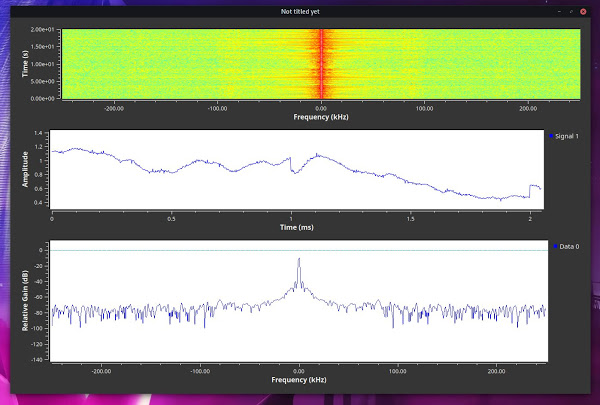 Not titled yet
2.00e+01
1.50e+01
1.00e+01
5.00e+00
0.00e+00
Time (s)
-200.00 -100.00 0.00 100.00 200.00
Frequency (kHz)
1.4
1.2
1
0.8
0.6
0.4
Amplitude
Signal 1
0 0.5 1 1.5 2
Time (ms)
0
-20
-40
-60
-80
-100
-120
-140
Relative Gain (dB)
Data 0
-200.00 -100.00 0.00 100.00 200.00
Frequency (kHz)